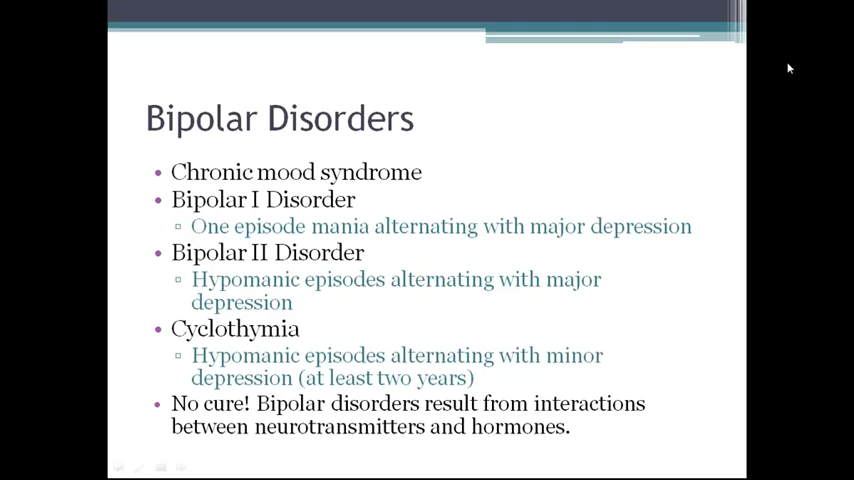 Bipolar Disorders
• Chronic mood syndrome
• Bipolar I Disorder
▫ One episode mania alternating with major depression
• Bipolar II Disorder
▫ Hypomanic episodes alternating with major
depression
• Cyclothymia
▫ Hypomanic episodes alternating with minor
depression (at least two years)
• No cure! Bipolar disorders result from interactions
between neurotransmitters and hormones.